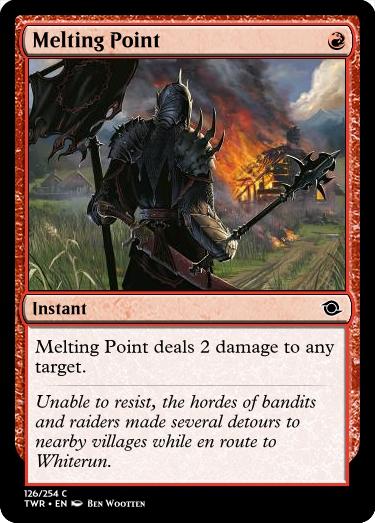 Melting Point
Instant
Melting Point deals 2 damage to any
target.
Unable to resist, the hordes of bandits
and raiders made several detours to
nearby villages while en route to
Whiterun.
126/254 C
TWR • EN Ben Wootten